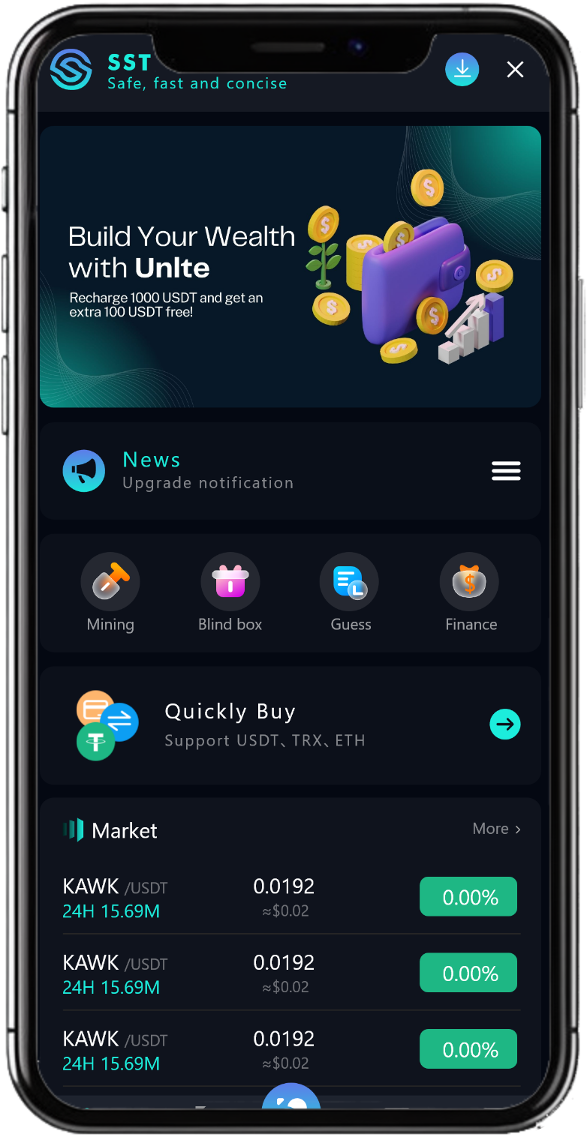 SST
Safe, fast and concise
Build Your Wealth
with UnIte
Recharge 1000 USDT and get an
extra 100 USDT free!
News
Upgrade notification
Mining
Blind box
Guess
Finance
Quickly Buy
Support USDT、TRX、ETH
Market
More ›
KAWK /USDT
0.0192
0.00%
24H 15.69M
≈$0.02
KAWK /USDT
0.0192
0.00%
24H 15.69M
≈$0.02
KAWK /USDT
0.0192
0.00%
24H 15.69M
≈$0.02